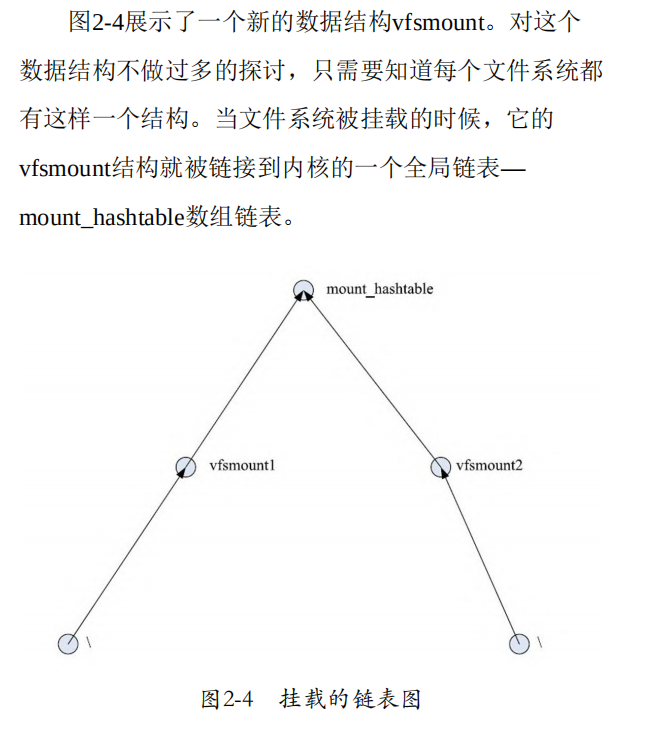 图2-4展示了一个新的数据结构vfsmount。对这个
数据结构不做过多的探讨，只需要知道每个文件系统都
有这样一个结构。当文件系统被挂载的时候，它的
vfsmount结构就被链接到内核的一个全局链表—
mount_hashtable数组链表。
mount_hashtable
vfsmount1
vfsmount2
\
\
图2-4 挂载的链表图